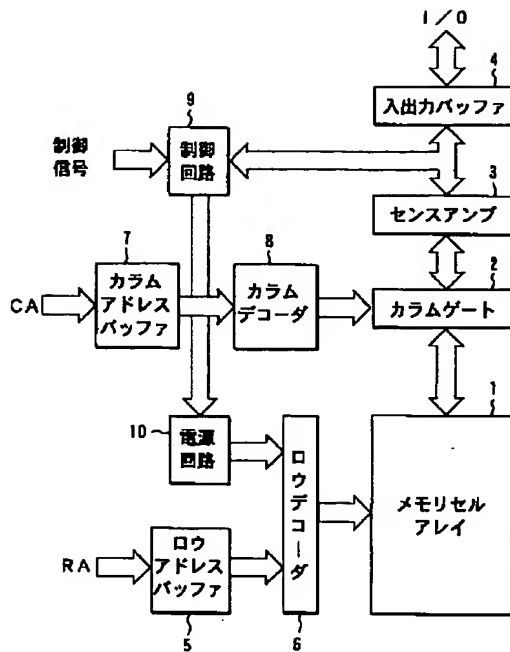 I/O
4
入出力バッファ
9
制御
信号
制御
回路
3
センスアンプ
7
8
2
CA
カラム
アドレス
バッファ
カラム
デコーダ
カラムゲート
1
10
電源
回路
ロウデコーダ
メモリセル
アレイ
RA
ロウ
アドレス
バッファ
5
6